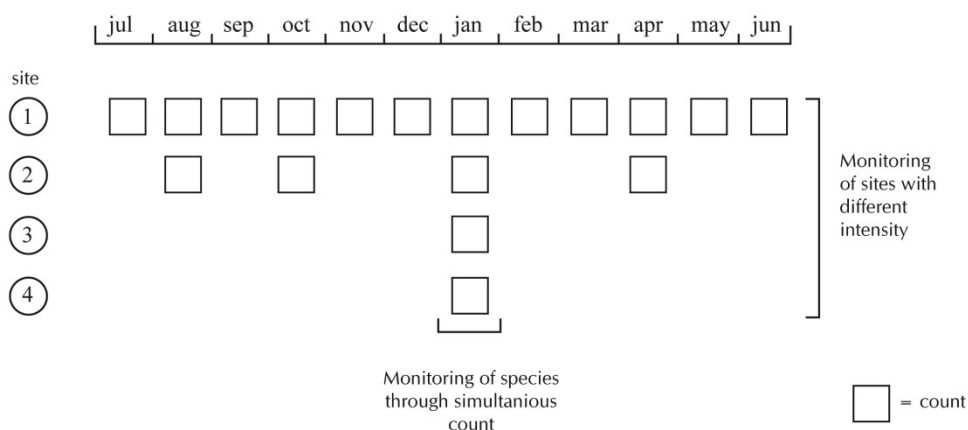 jul aug sep oct nov dec jan feb mar apr may jun
site
1
2
3
4
Monitoring
of sites with
different
intensity
Monitoring of species
through simultanious
count
= count